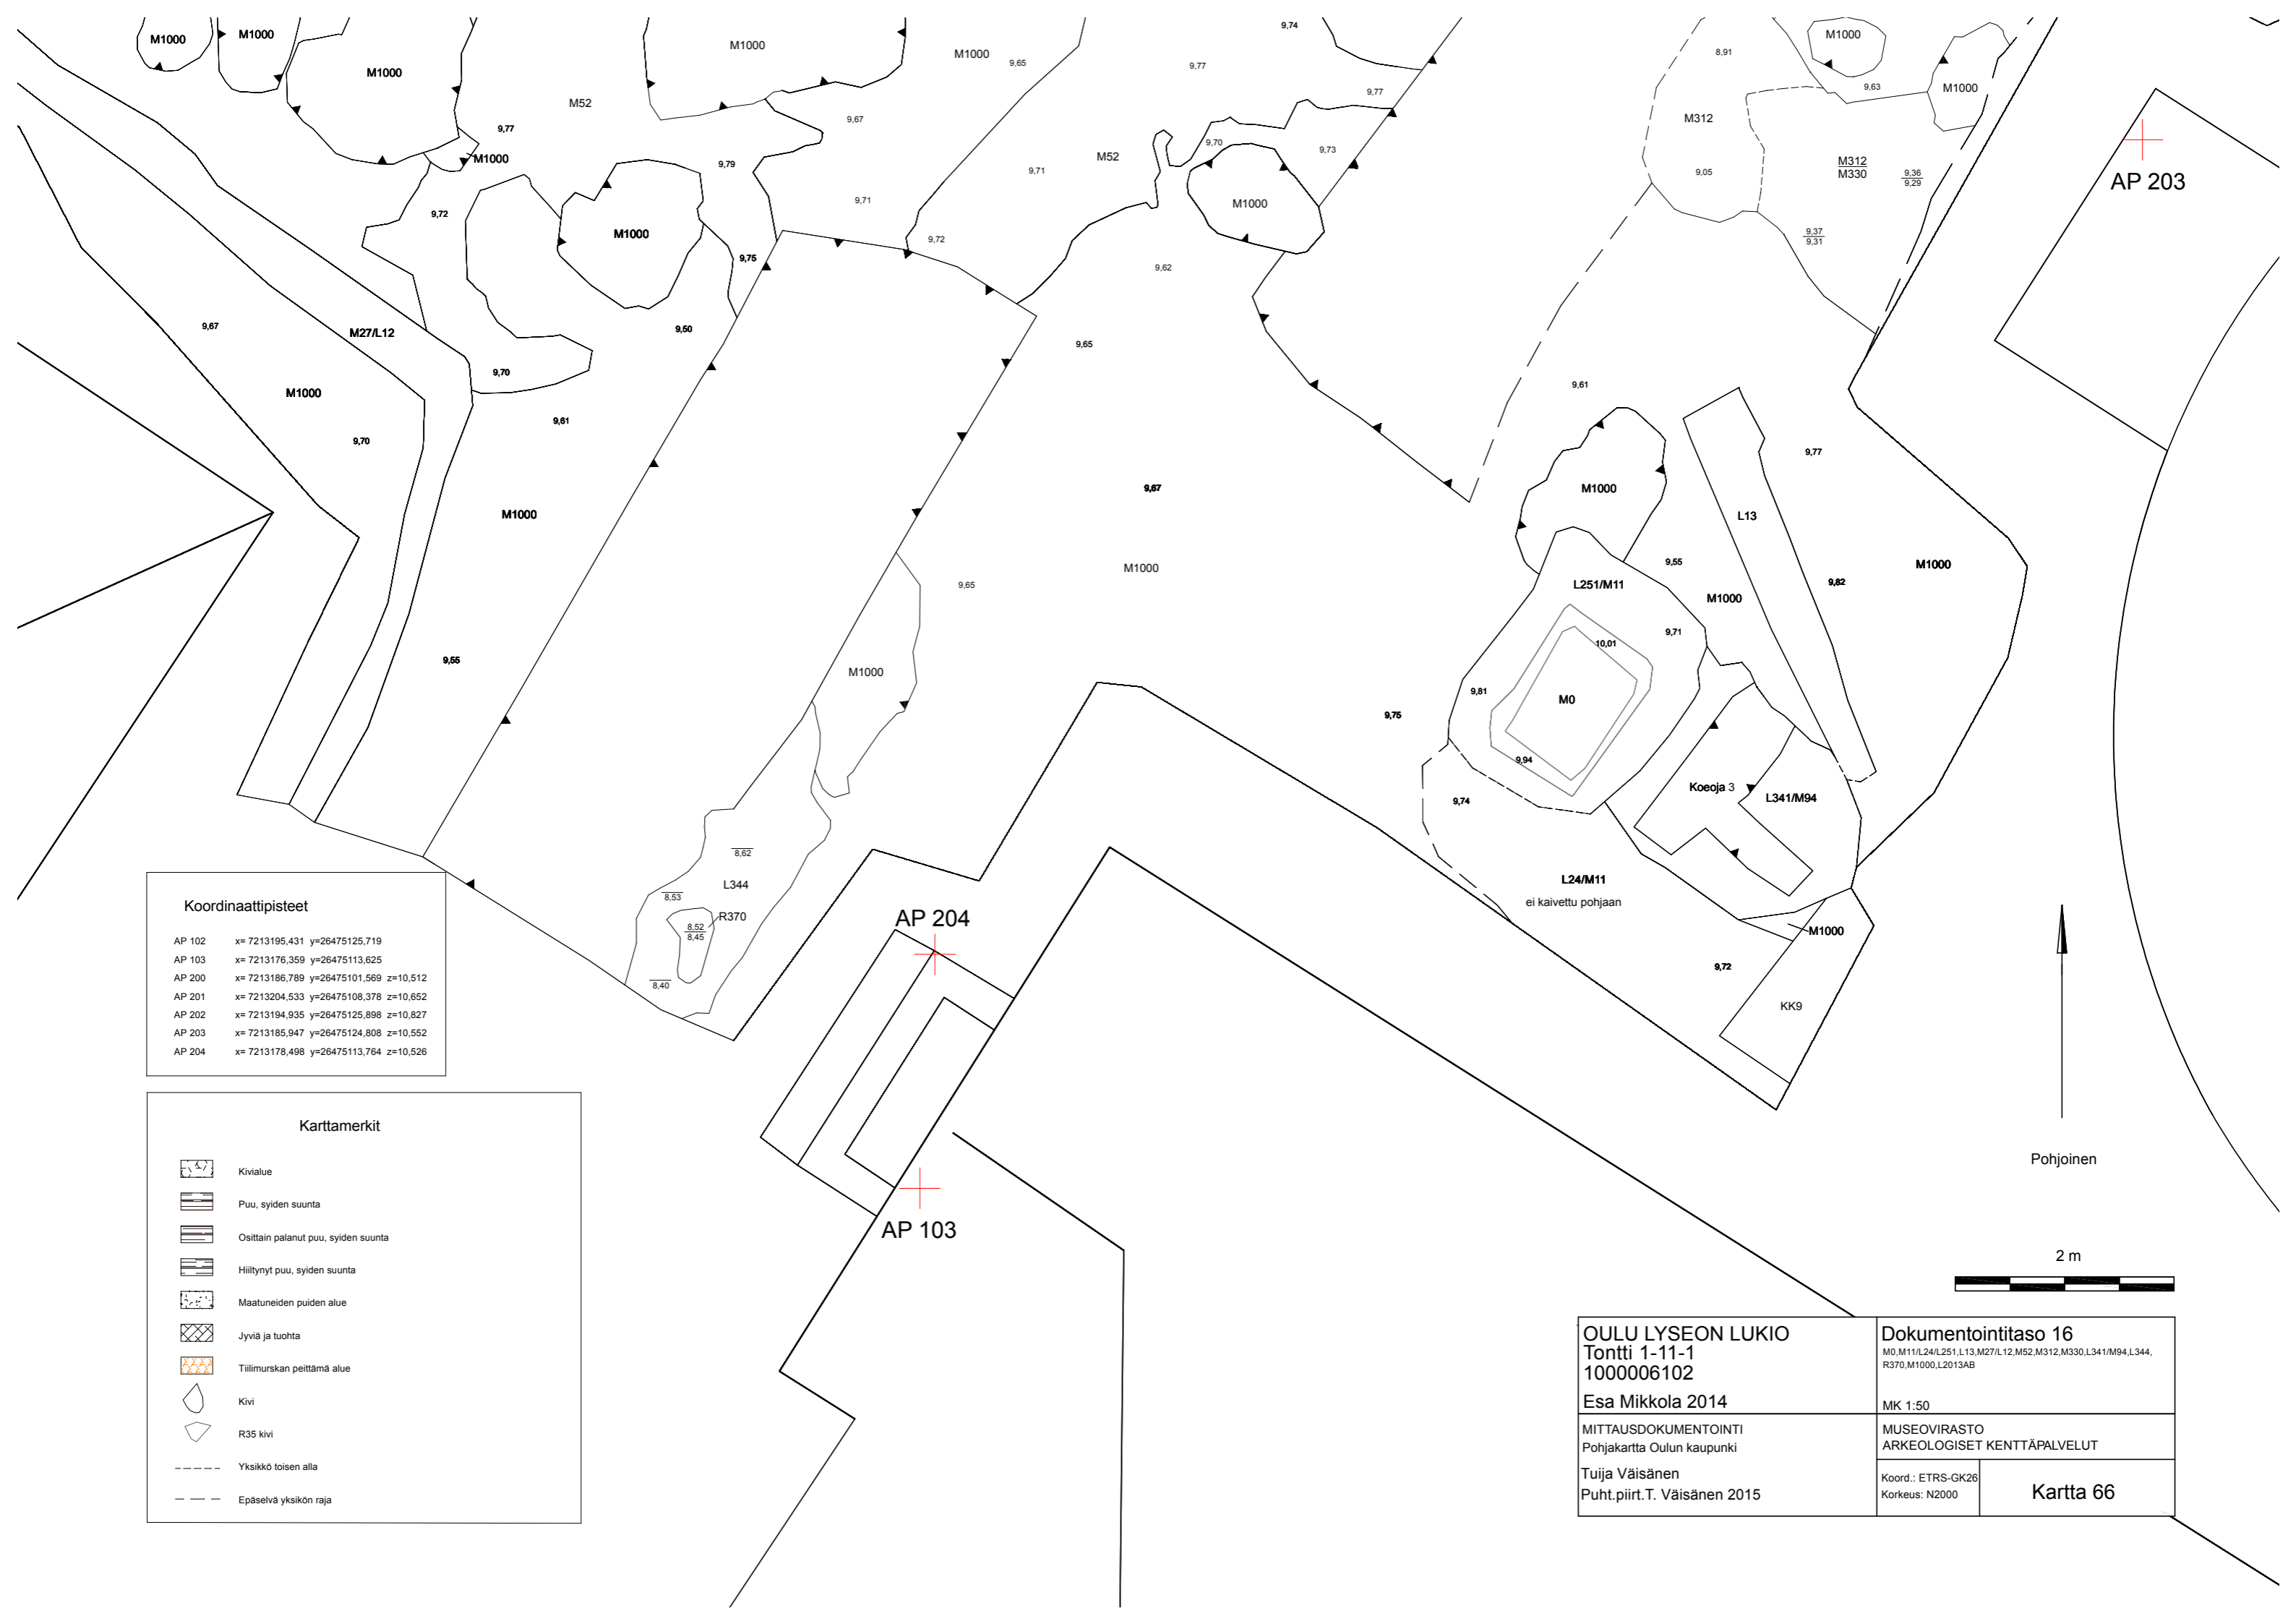 M1000
M1000
M1000
M1000
M1000
9,65
9,74
9,77
8,91
M1000
M1000
9,63
9,77
M52
9,77
M1000
9,67
9,79
9,71
9,71
M52
9,70
9,73
M1000
M312
9,05
M312
M330
9,36
9,29
9,37
9,31
AP 203
9,72
M1000
9,75
9,72
9,62
9,67
M27/L12
9,50
9,65
9,70
M1000
9,61
9,61
9,70
M1000
9,67
M1000
9,77
L13
9,65
M1000
L251/M11
9,55
M1000
9,82
M1000
9,55
M1000
9,71
10,01
9,81
M0
9,75
9,94
9,74
Koeoja 3
L341/M94
8,62
L344
8,53
R370
8,52
8,45
8,40
L24/M11
ei kaivettu pohjaan
M1000
9,72
KK9
AP 204
AP 103
Koordinaattipisteet
AP 102 x= 7213195,431 y=26475125,719
AP 103 x= 7213176,359 y=26475113,625
AP 200 x= 7213186,789 y=26475101,569 z=10,512
AP 201 x= 7213204,533 y=26475108,378 z=10,652
AP 202 x= 7213194,935 y=26475125,898 z=10,827
AP 203 x= 7213185,947 y=26475124,808 z=10,552
AP 204 x= 7213178,498 y=26475113,764 z=10,526
Karttamerkit
Kivialue
Puu, syiden suunta
Osittain palanut puu, syiden suunta
Hiiltynyt puu, syiden suunta
Maatuneiden puiden alue
Jyviä ja tuohta
Tiilimurskan peittämä alue
Kivi
R35 kivi
Yksikkö toisen alla
Epäselvä yksikön raja
Pohjoinen
2 m
OULU LYSEON LUKIO
Tontti 1-11-1
1000006102
Esa Mikkola 2014
Dokumentointitaso 16
M0,M11/L24/L251,L13,M27/L12,M52,M312,M330,L341/M94,L344,
R370,M1000,L2013AB
MK 1:50
MITTAUSDOKUMENTOINTI
Pohjakartta Oulun kaupunki
Tuija Väisänen
Puht.piirt.T. Väisänen 2015
MUSEOVIRASTO
ARKEOLOGISET KENTTÄPALVELUT
Koord.: ETRS-GK26
Korkeus: N2000
Kartta 66